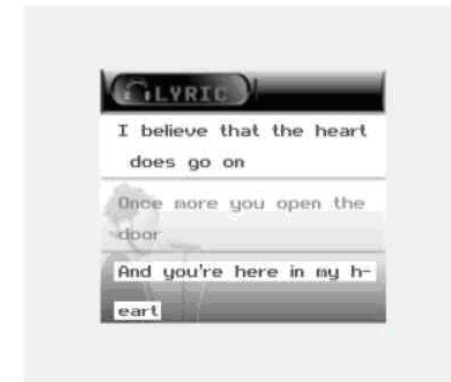 LYRIC
I believe that the heart
does go on
Once more you open the
door
And you're here in my h-
eart